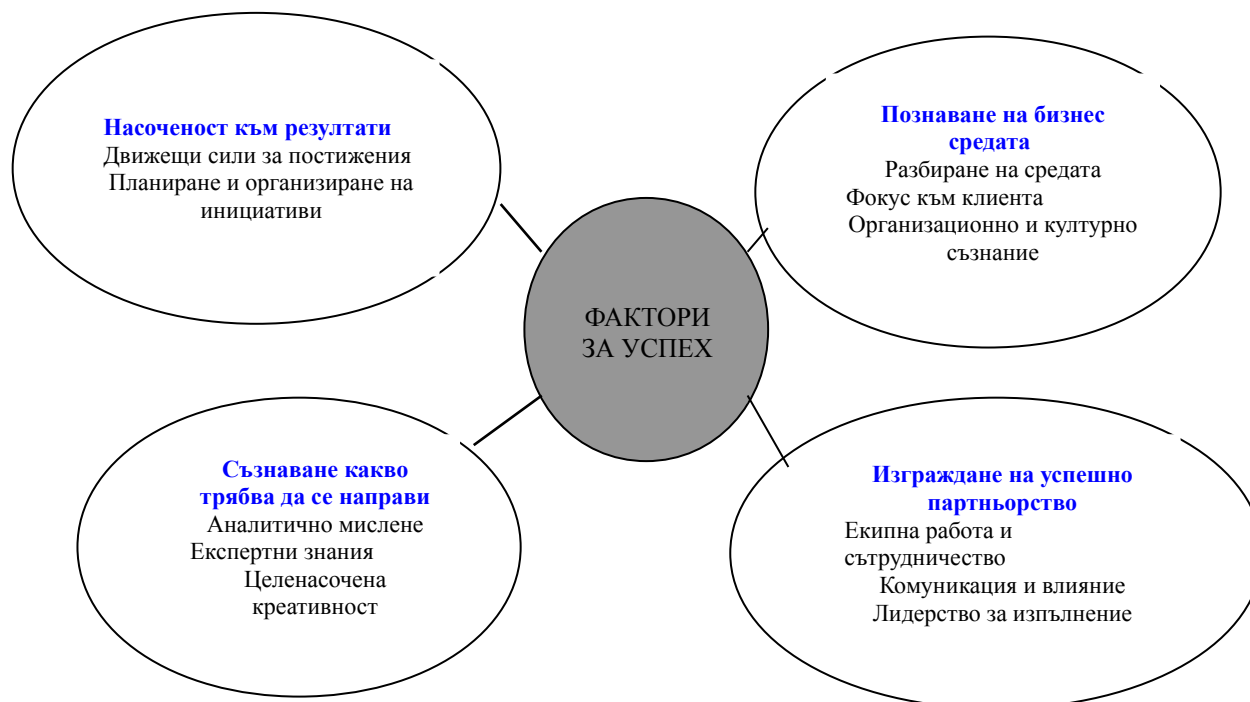 Насоченост към резултати
Движещи сили за постижения
Планиране и организиране на
инициативи
Познаване на бизнес
средата
Разбиране на средата
Фокус към клиента
Организационно и културно
съзнание
ФАКТОРИ
ЗА УСПЕХ
Съзнаване какво
трябва да се направи
Аналитично мислене
Експертни знания
Целенасочена
креативност
Изграждане на успешно
партньорство
Екипна работа и
сътрудничество
Комуникация и влияние
Лидерство за изпълнение